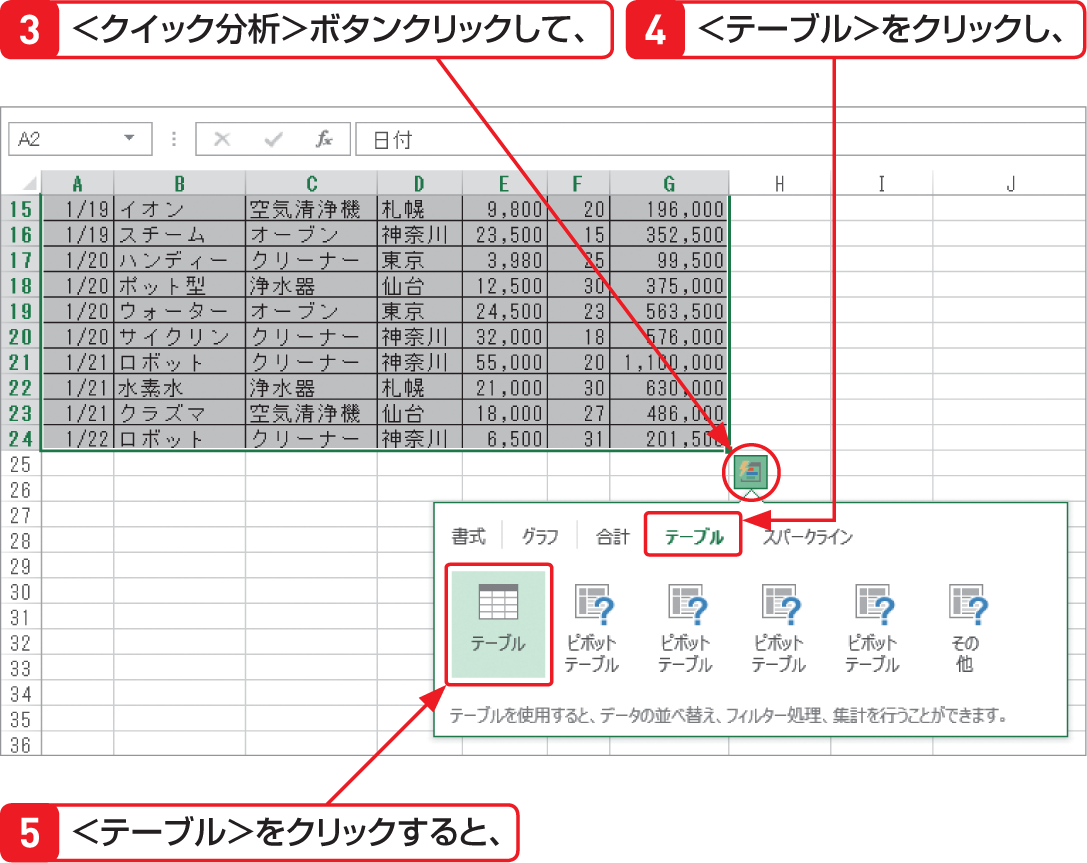 3 <クイック分析>ボタンクリックして、
4 <テーブル>をクリックし、
A2 fx 日付
A B C D E F G H I J
15 1/19 イオン 空気清浄機 札幌 9,800 20 196,000
16 1/19 スチーム オーブン 神奈川 23,500 15 352,500
17 1/20 ハンディー クリーナー 東京 3,980 25 99,500
18 1/20 ポット型 浄水器 仙台 12,500 30 375,000
19 1/20 ウォーター オーブン 東京 24,500 23 563,500
20 1/20 サイクリン クリーナー 神奈川 32,000 18 576,000
21 1/21 ロボット クリーナー 神奈川 55,000 20 1,100,000
22 1/21 水素水 浄水器 札幌 21,000 30 630,000
23 1/21 クラズマ 空気清浄機 仙台 18,000 27 486,000
24 1/22 ロボット クリーナー 神奈川 6,500 31 201,500
25
26
27
28
29
30
31
32
33
34
35
36
書式 グラフ 合計 テーブル スパークライン
テーブル
ピボット
テーブル
ピボット
テーブル
ピボット
テーブル
ピボット
テーブル
その
他
テーブルを使用すると、データの並べ替え、フィルター処理、集計を行うことができます。
5 <テーブル>をクリックすると、